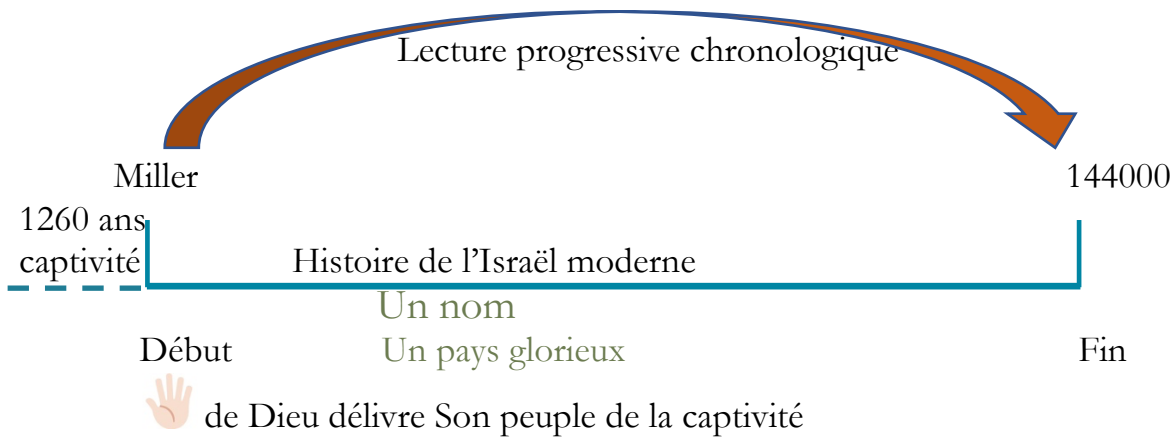 Lecture progressive chronologique
Miller
144000
1260 ans
captivité
Histoire de l’Israël moderne
Un nom
Début
Un pays glorieux
Fin
de Dieu délivre Son peuple de la captivité